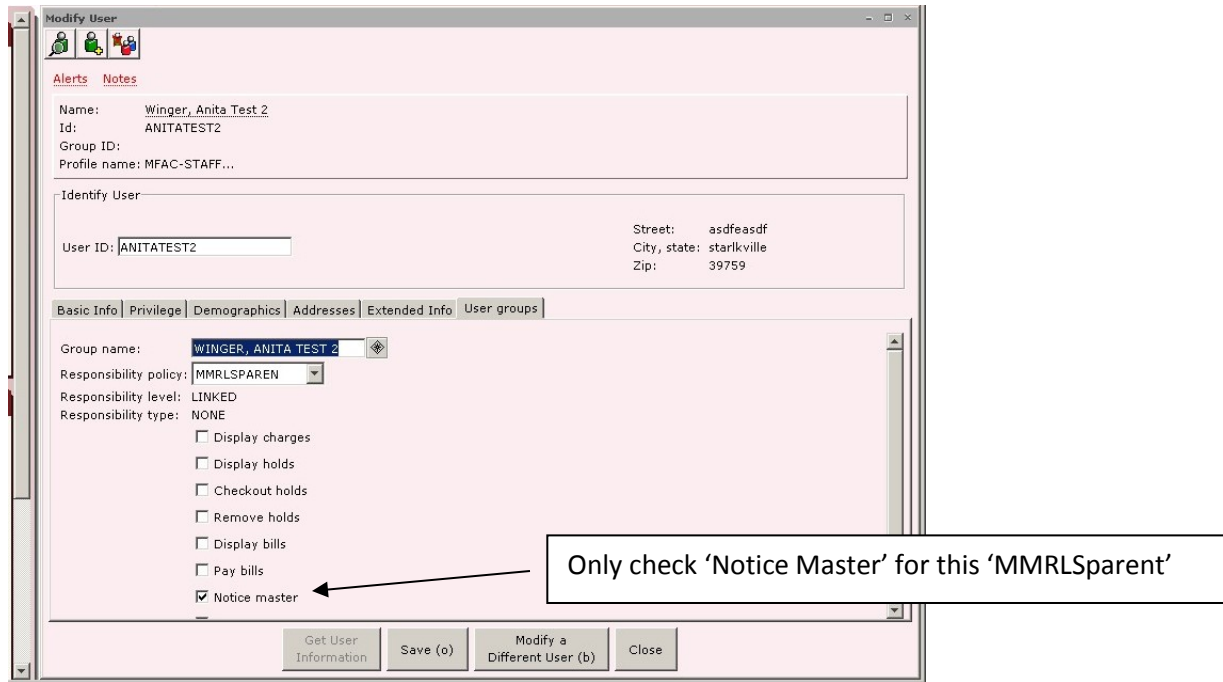 Modify User
Alerts Notes
Name: Winger, Anita Test 2
Id: ANITATEST2
Group ID:
Profile name: MFAC-STAFF...
Identify User
User ID: ANITATEST2
Street: asdfeasdf
City, state: starlkville
Zip: 39759
Basic Info Privilege Demographics Addresses Extended Info User groups
Group name: WINGER, ANITA TEST 2
Responsibility policy: MMRLSPAREN
Responsibility level: LINKED
Responsibility type: NONE
Display charges
Display holds
Checkout holds
Remove holds
Display bills
Pay bills
Notice master
Only check ‘Notice Master’ for this ‘MMRLSparent’
Get User
Information
Save (o)
Modify a
Different User (b)
Close